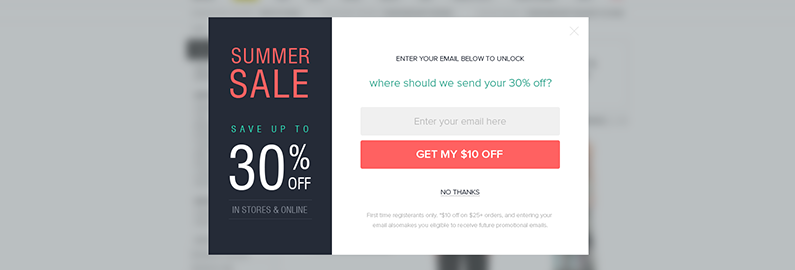 SUMMER
SALE
SAVE UP TO
30%
OFF
IN STORES & ONLINE
ENTER YOUR EMAIL BELOW TO UNLOCK
where should we send your 30% off?
Enter your email here
GET MY $10 OFF
NO THANKS
First time registerants only. *$10 off on $25+ orders, and entering your
email alsomakes you eligible to receive future promotional emails.